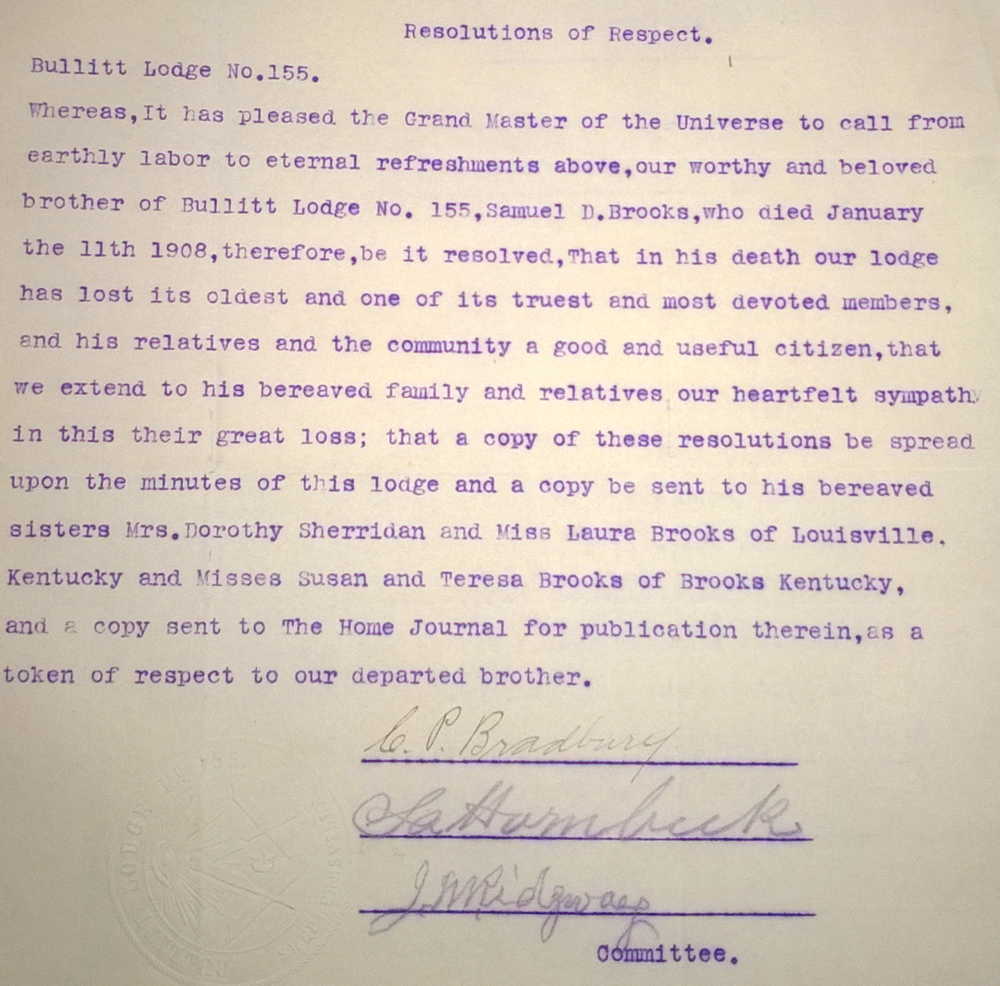 Resolutions of Respect.
Bullitt Lodge No.155.
Whereas,It has pleased the Grand Master of the Universe to call from
earthly labor to eternal refreshments above,our worthy and beloved
brother of Bullitt Lodge No. 155,Samuel D.Brooks,who died January
the 11th 1908,therefore,be it resolved,That in his death our lodge
has lost its oldest and one of its truest and most devoted members,
and his relatives and the community a good and useful citizen,that
we extend to his bereaved family and relatives our heartfelt sympathy
in this their great loss; that a copy of these resolutions be spread
upon the minutes of this lodge and a copy be sent to his bereaved
sisters Mrs.Dorothy Sherridan and Miss Laura Brooks of Louisville.
Kentucky and Misses Susan and Teresa Brooks of Brooks Kentucky,
and a copy sent to The Home Journal for publication therein,as a
token of respect to our departed brother.
C. P. Bradbury
Hornbeck
J. M Ridgway
Committee.
LODGE